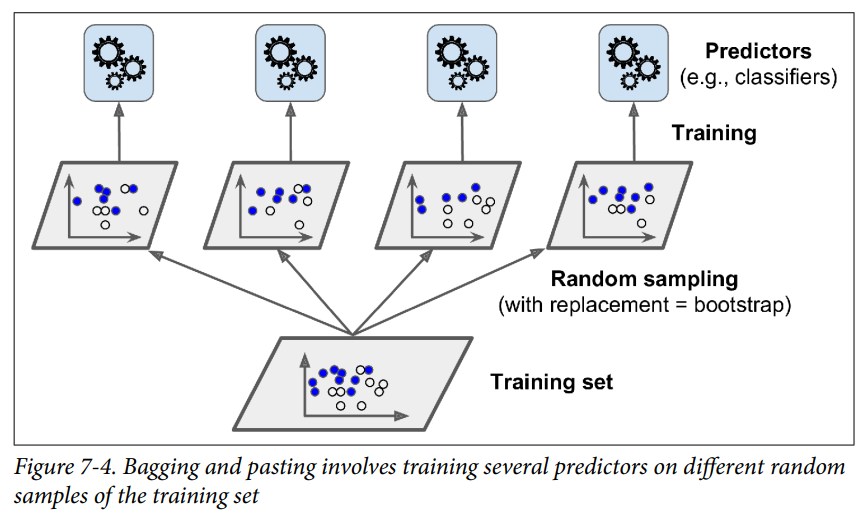 Predictors
(e.g., classifiers)
Training
Random sampling
(with replacement = bootstrap)
Training set
Figure 7-4. Bagging and pasting involves training several predictors on different random
samples of the training set